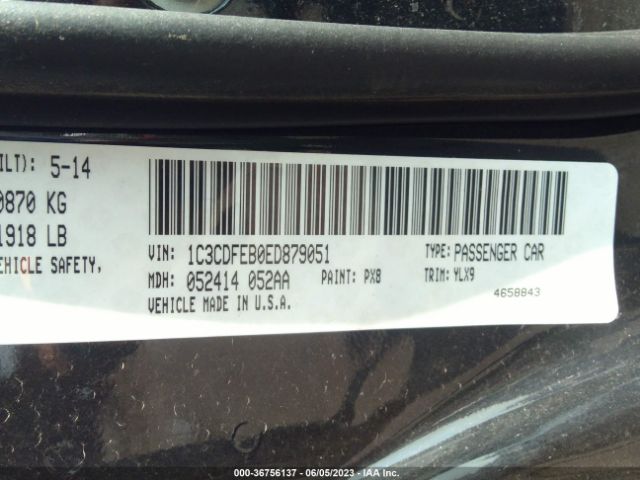 ILT): 5-14
0870 KG
1918 LB
EHICLE SAFETY,
VIN: 1C3CDFEB0ED879051 TYPE: PASSENGER CAR
MDH: 052414 052AA PAINT: PX8 TRIM: YLX9
VEHICLE MADE IN U.S.A. 4658843
000-36756137 - 06/05/2023 - IAA Inc.